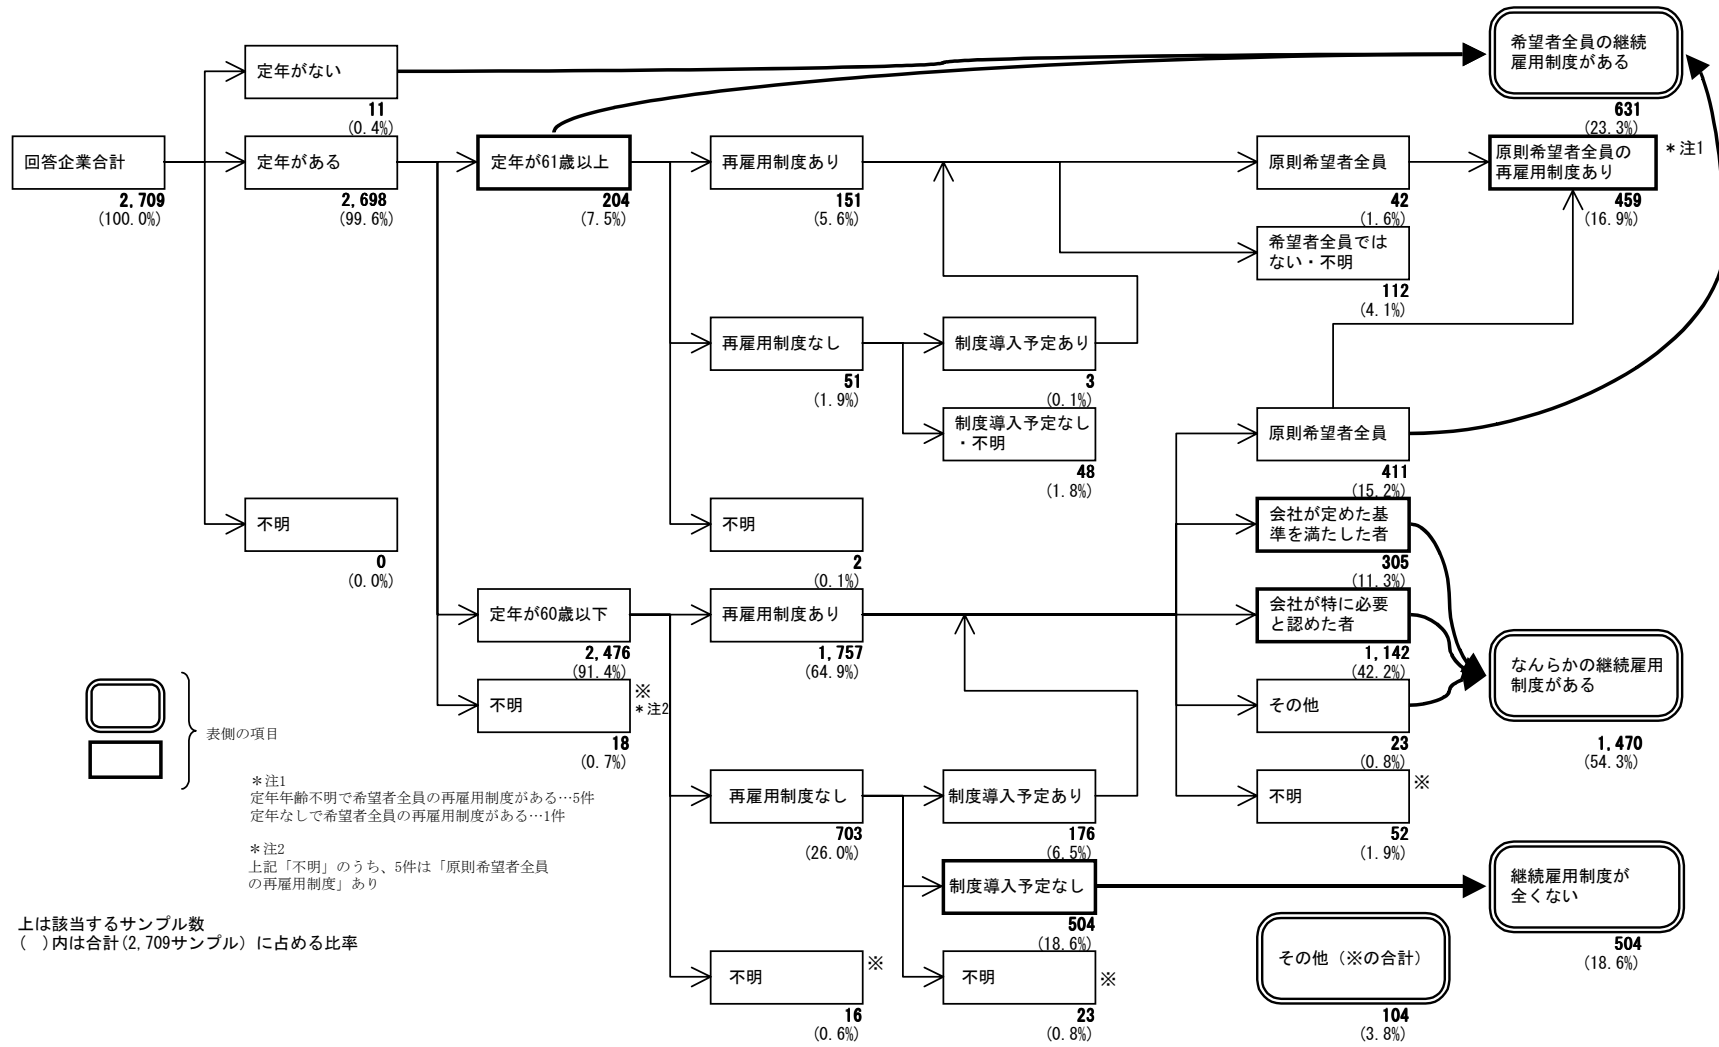 定年がない
11
(0.4%)
希望者全員の継続
雇用制度がある
631
(23.3%)
回答企業合計
2,709
(100.0%)
定年がある
2,698
(99.6%)
定年が61歳以上
204
(7.5%)
再雇用制度あり
151
(5.6%)
原則希望者全員
42
(1.6%)
原則希望者全員の
再雇用制度あり
＊注1
459
(16.9%)
希望者全員では
ない・不明
112
(4.1%)
再雇用制度なし
51
(1.9%)
制度導入予定あり
3
(0.1%)
制度導入予定なし
・不明
48
(1.8%)
原則希望者全員
411
(15.2%)
不明
0
(0.0%)
不明
2
(0.1%)
会社が定めた基
準を満たした者
305
(11.3%)
定年が60歳以下
2,476
(91.4%)
再雇用制度あり
1,757
(64.9%)
会社が特に必要
と認めた者
1,142
(42.2%)
なんらかの継続雇用
制度がある
1,470
(54.3%)
不明
※
＊注2
18
(0.7%)
その他
23
(0.8%)
表側の項目
＊注1
定年年齢不明で希望者全員の再雇用制度がある…5件
定年なしで希望者全員の再雇用制度がある…1件
＊注2
上記「不明」のうち、5件は「原則希望者全員
の再雇用制度」あり
再雇用制度なし
703
(26.0%)
制度導入予定あり
176
(6.5%)
不明
※
52
(1.9%)
制度導入予定なし
504
(18.6%)
継続雇用制度が
全くない
504
(18.6%)
上は該当するサンプル数
(　)内は合計(2,709サンプル）に占める比率
不明
※
16
(0.6%)
不明
※
23
(0.8%)
その他（※の合計）
104
(3.8%)